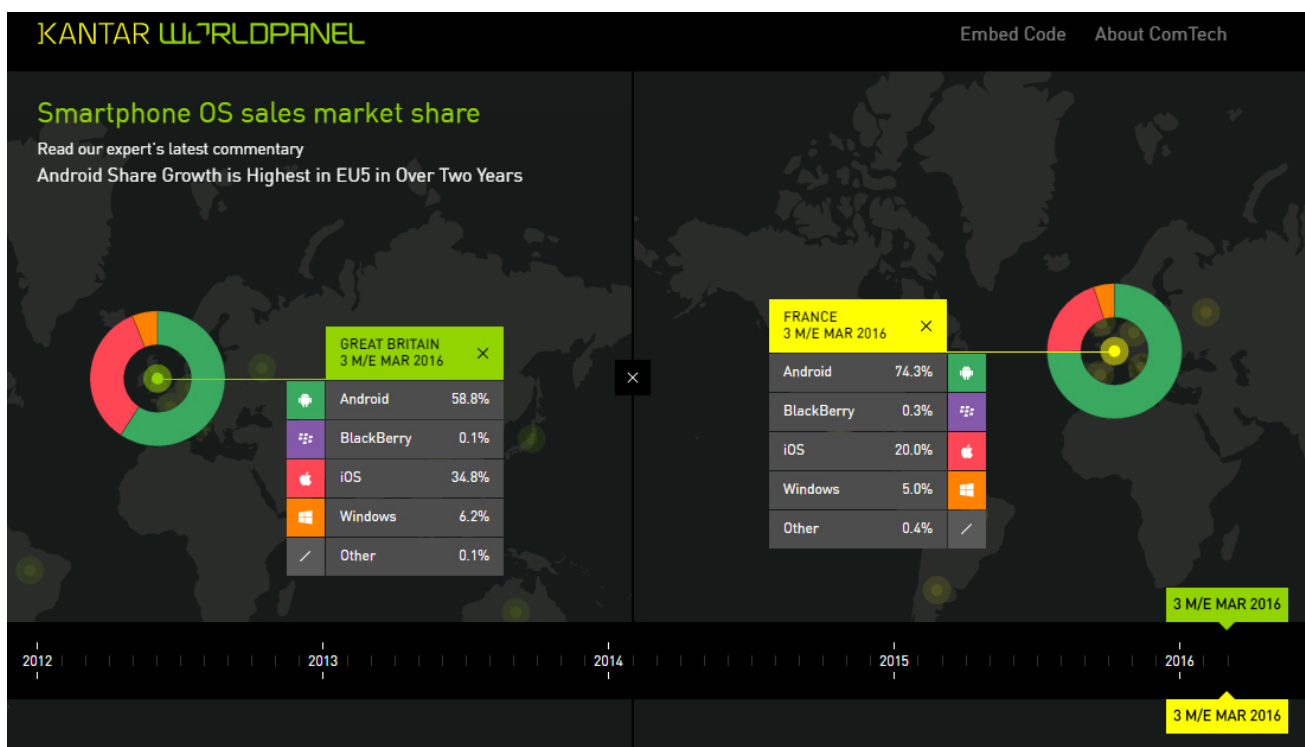 KANTAR WORLDPANEL
Embed Code About ComTech
Smartphone OS sales market share
Read our expert's latest commentary
Android Share Growth is Highest in EU5 in Over Two Years
GREAT BRITAIN
3 M/E MAR 2016
Android 58.8%
BlackBerry 0.1%
iOS 34.8%
Windows 6.2%
Other 0.1%
FRANCE
3 M/E MAR 2016
Android 74.3%
BlackBerry 0.3%
iOS 20.0%
Windows 5.0%
Other 0.4%
3 M/E MAR 2016
2012 2013 2014 2015 2016
3 M/E MAR 2016